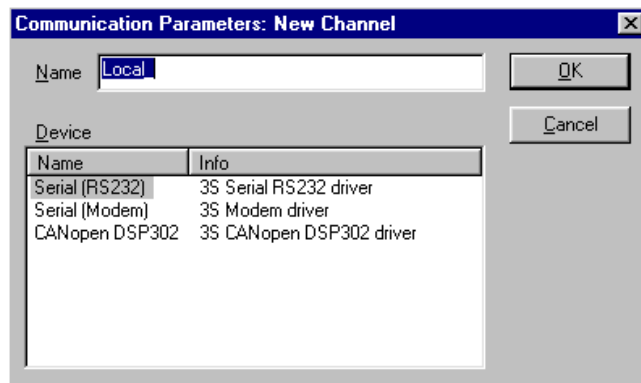 Communication Parameters: New Channel
Name Local_ OK
Cancel
Device
Name Info
Serial (RS232) 3S Serial RS232 driver
Serial (Modem) 3S Modem driver
CANopen DSP302 3S CANopen DSP302 driver